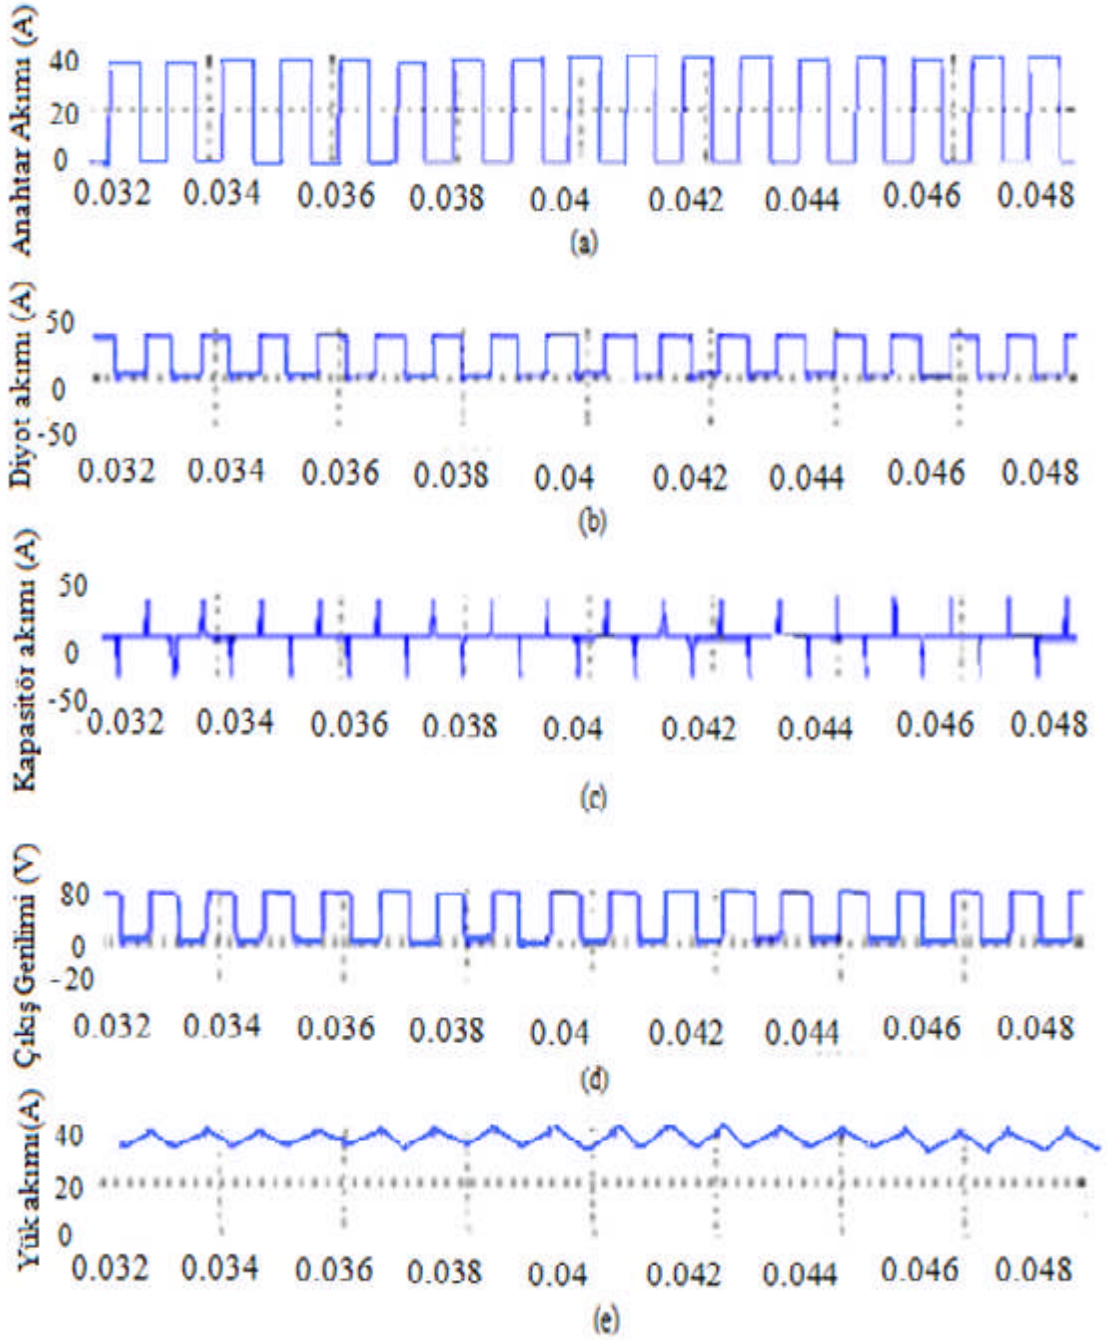 Anahtar Akımı (A)
40
20
0
0.032 0.034 0.036 0.038 0.04 0.042 0.044 0.046 0.048
(a)
Diyot akımı (A)
50
0
-50
0.032 0.034 0.036 0.038 0.04 0.042 0.044 0.046 0.048
(b)
Kapasitör akımı (A)
50
0
-50
0.032 0.034 0.036 0.038 0.04 0.042 0.044 0.046 0.048
(c)
Çıkış Gerilimi (V)
80
0
-20
0.032 0.034 0.036 0.038 0.04 0.042 0.044 0.046 0.048
(d)
Yük akımı(A)
40
20
0
0.032 0.034 0.036 0.038 0.04 0.042 0.044 0.046 0.048
(e)